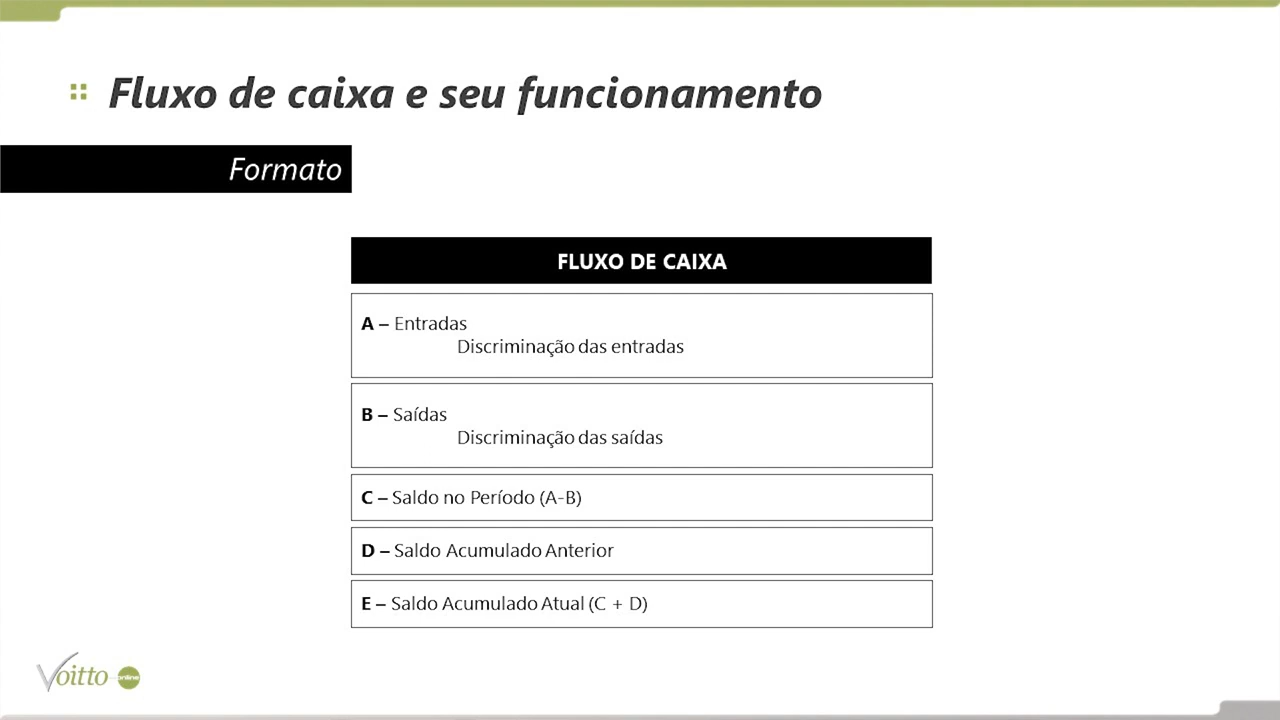 Fluxo de caixa e seu funcionamento
Formato
FLUXO DE CAIXA
A – Entradas
Discriminação das entradas
B – Saídas
Discriminação das saídas
C – Saldo no Período (A-B)
D – Saldo Acumulado Anterior
E – Saldo Acumulado Atual (C + D)
Voitto online